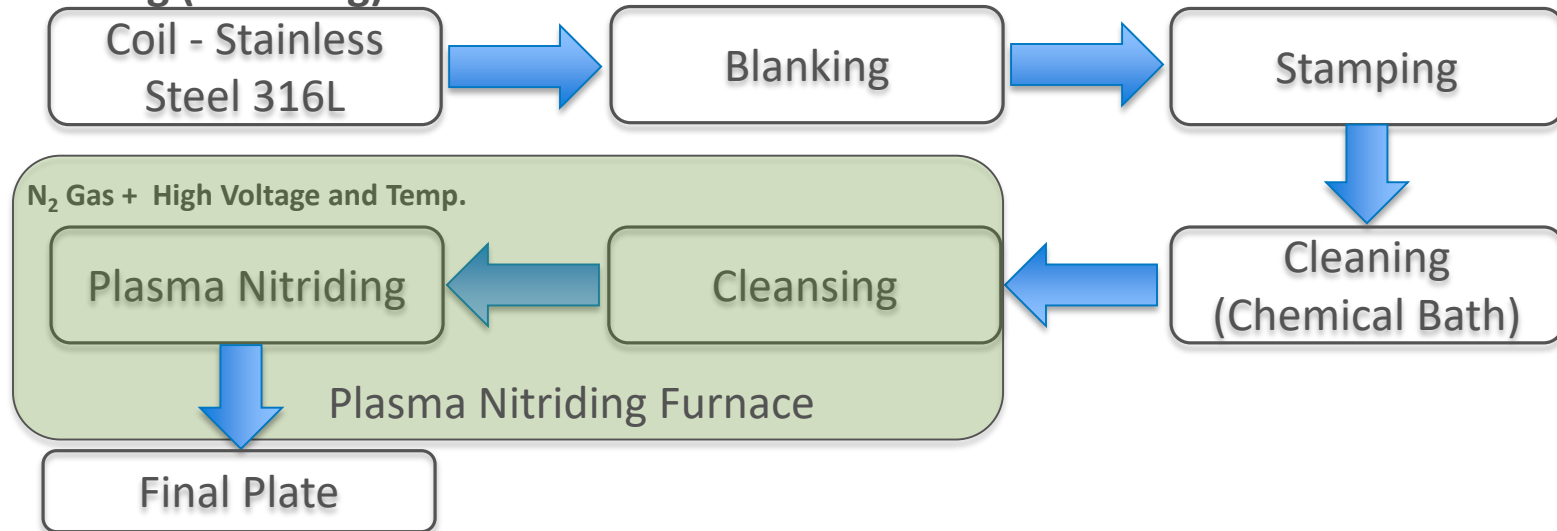 Coil - Stainless
Steel 316L
Blanking
Stamping
N₂ Gas + High Voltage and Temp.
Plasma Nitriding
Cleansing
Cleaning
(Chemical Bath)
Plasma Nitriding Furnace
Final Plate